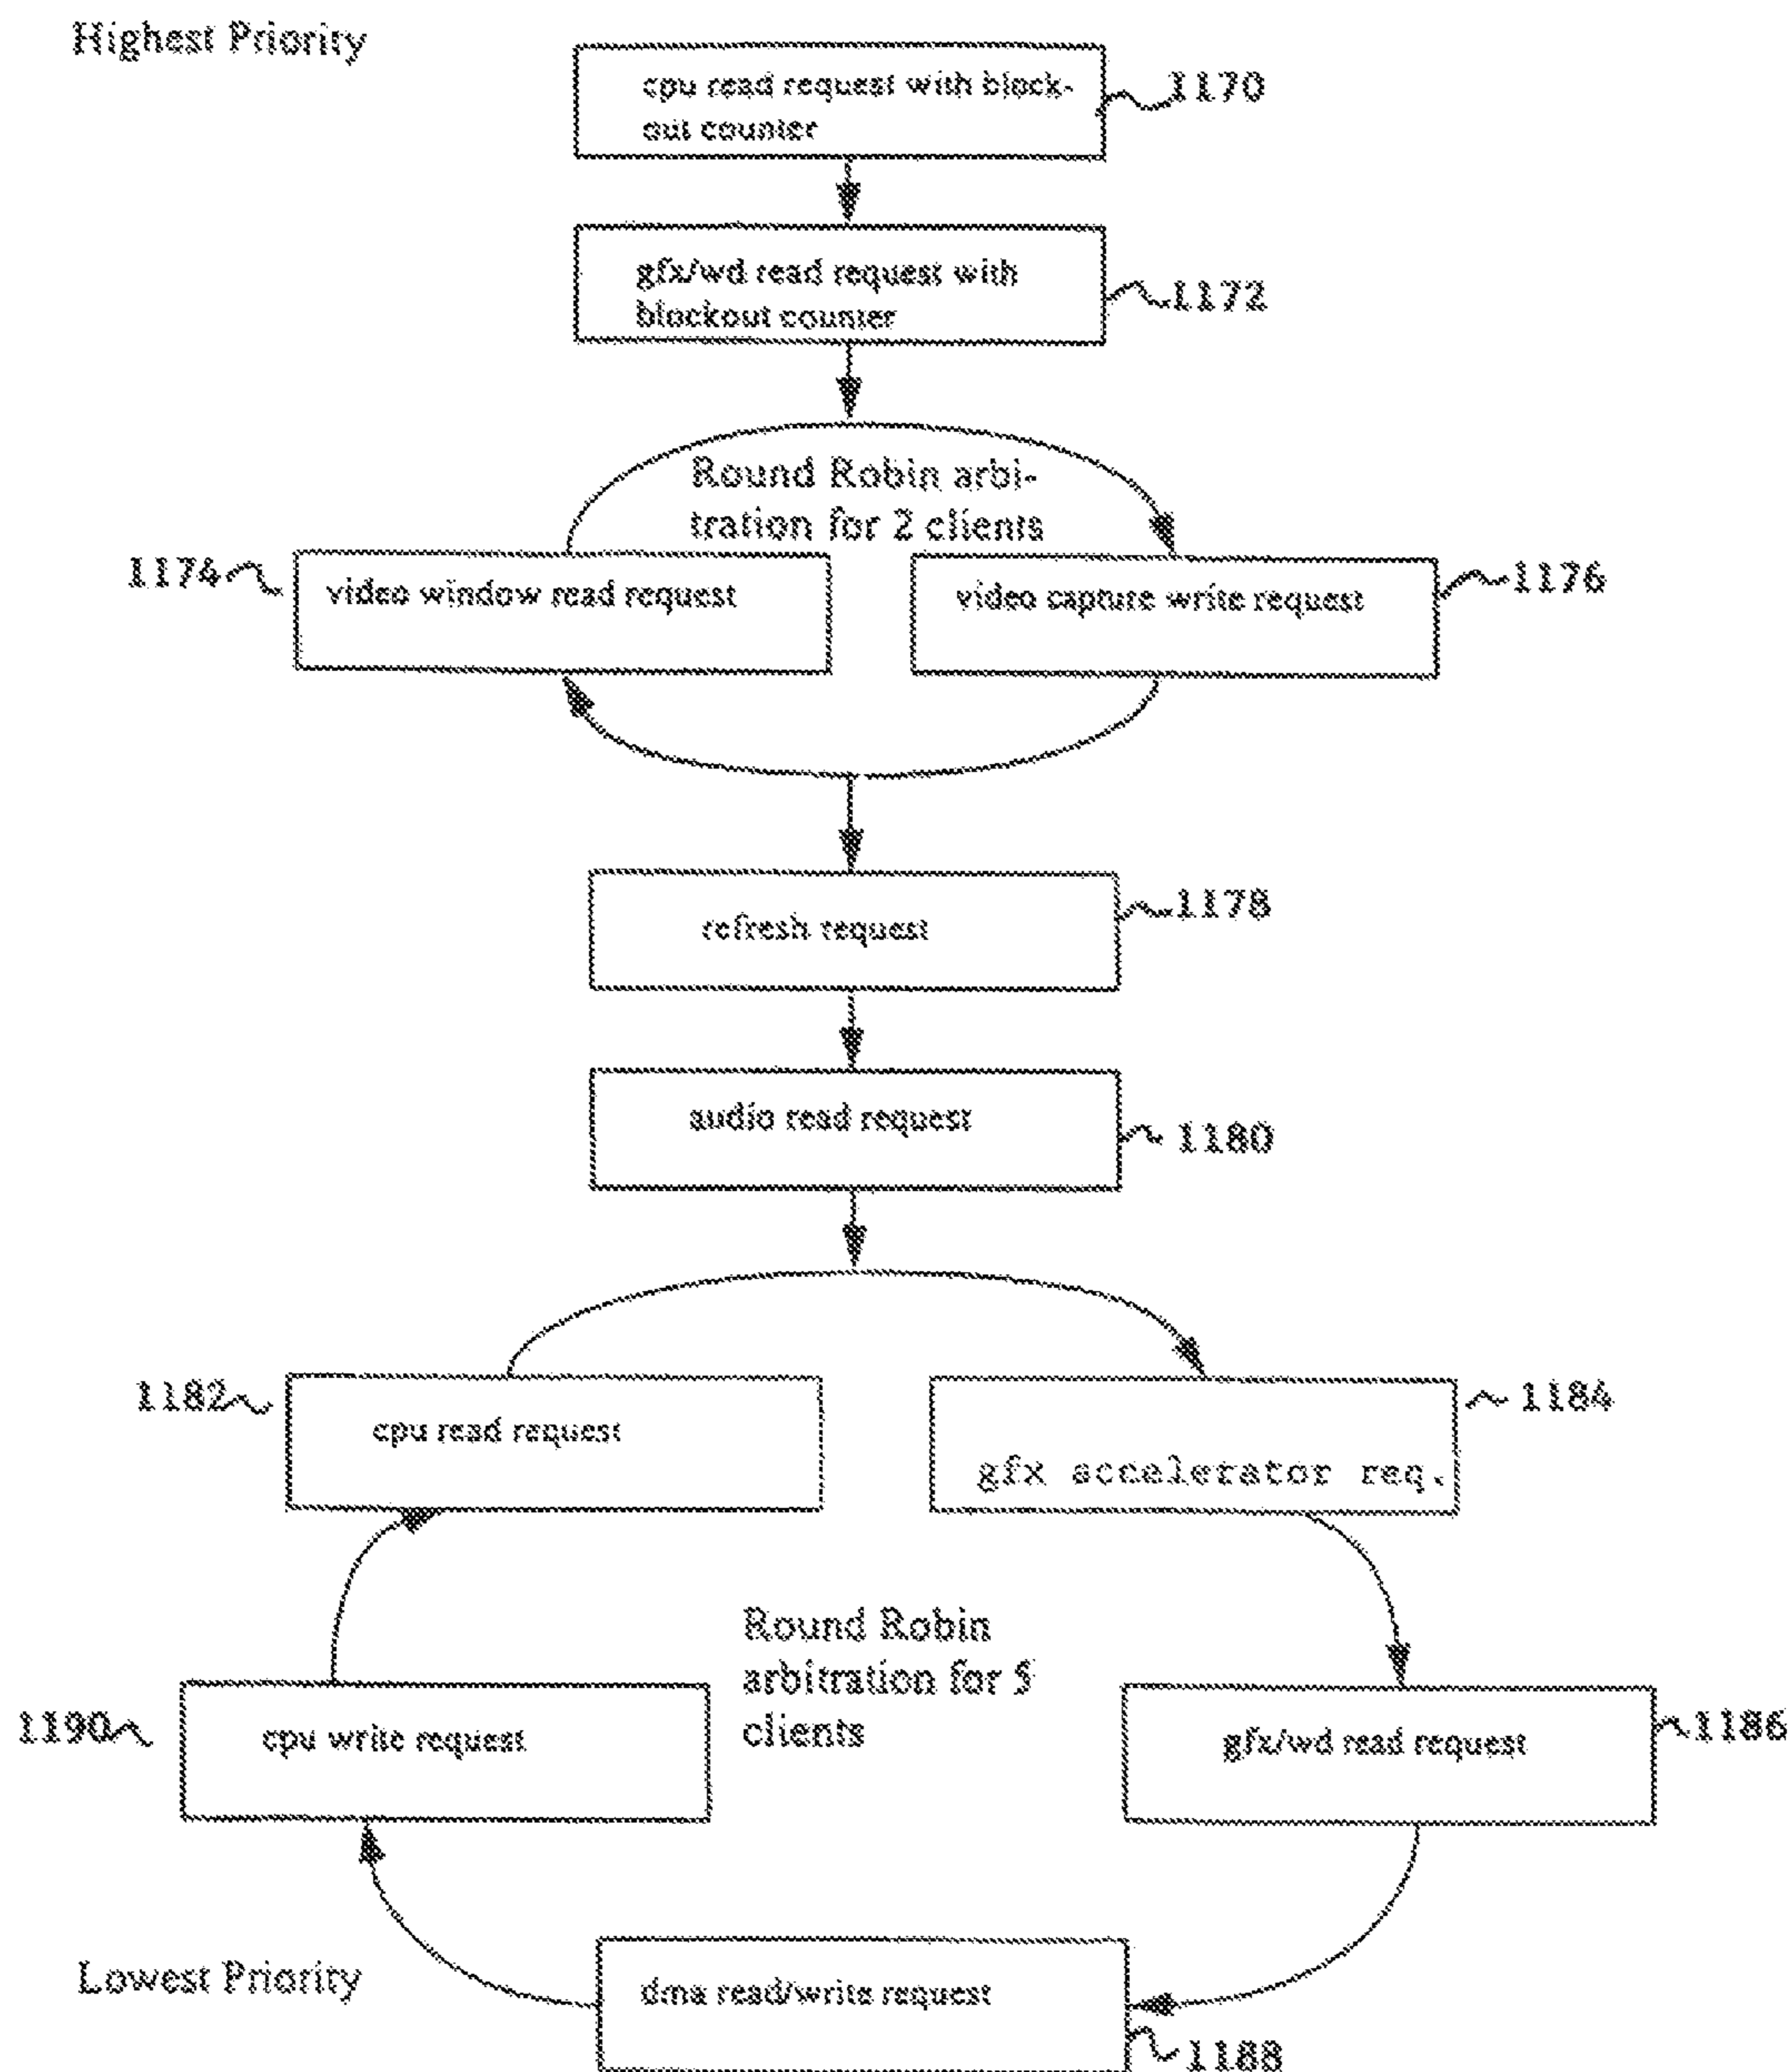 Highest Priority
cpu read request with block-
out counter
1170
gfx/wd read request with
blockout counter
1172
Round Robin arbi-
tration for 2 clients
1174
video window read request
video capture write request
1176
refresh request
1178
audio read request
1180
1182
cpu read request
gfx accelerator req.
1184
Round Robin
arbitration for 5
clients
1190
cpu write request
gfx/wd read request
1186
Lowest Priority
dma read/write request
1188